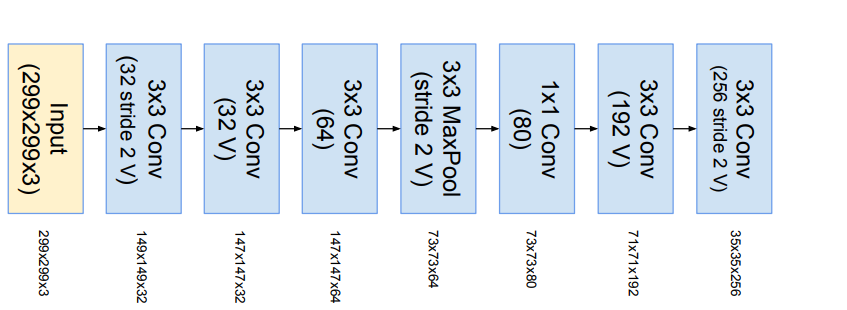 Input
(299x299x3)
3x3 Conv
(32 stride 2 V)
3x3 Conv
(32 V)
3x3 Conv
(64)
3x3 MaxPool
(stride 2 V)
1x1 Conv
(80)
3x3 Conv
(192 V)
3x3 Conv
(256 stride 2 V)
299x299x3
149x149x32
147x147x32
147x147x64
73x73x64
73x73x80
71x71x192
35x35x256